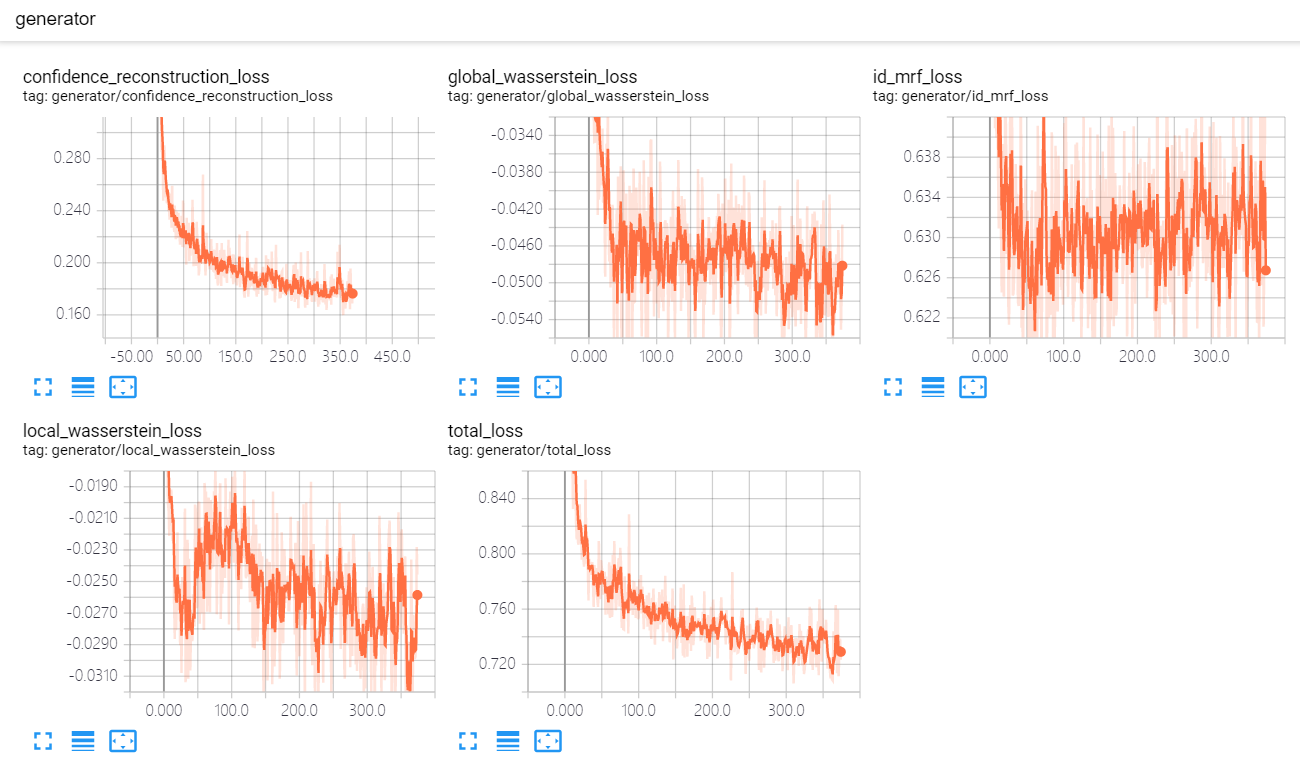 generator
confidence_reconstruction_loss
tag: generator/confidence_reconstruction_loss
0.280
0.240
0.200
0.160
-50.00 50.00 150.0 250.0 350.0 450.0
global_wasserstein_loss
tag: generator/global_wasserstein_loss
-0.0340
-0.0380
-0.0420
-0.0460
-0.0500
-0.0540
0.000 100.0 200.0 300.0
id_mrf_loss
tag: generator/id_mrf_loss
0.638
0.634
0.630
0.626
0.622
0.000 100.0 200.0 300.0
local_wasserstein_loss
tag: generator/local_wasserstein_loss
-0.0190
-0.0210
-0.0230
-0.0250
-0.0270
-0.0290
-0.0310
0.000 100.0 200.0 300.0
total_loss
tag: generator/total_loss
0.840
0.800
0.760
0.720
0.000 100.0 200.0 300.0